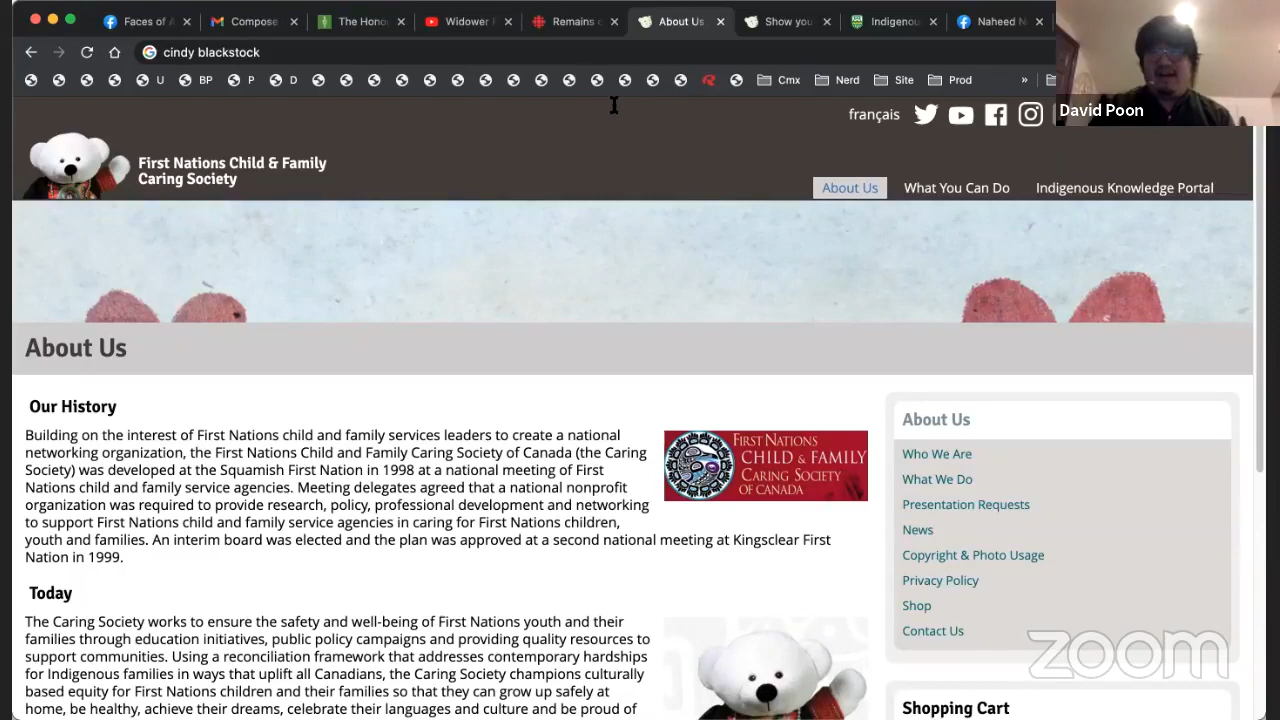 Faces of A
Compose
The Hono
Widower
Remains
About Us
Show you
Indigenou
Naheed N
cindy blackstock
U
BP
P
D
Cmx
Nerd
Site
Prod
»
David Poon
français
First Nations Child & Family
Caring Society
About Us
What You Can Do
Indigenous Knowledge Portal
About Us
Our History
Building on the interest of First Nations child and family services leaders to create a national
networking organization, the First Nations Child and Family Caring Society of Canada (the Caring
Society) was developed at the Squamish First Nation in 1998 at a national meeting of First
Nations child and family service agencies. Meeting delegates agreed that a national nonprofit
organization was required to provide research, policy, professional development and networking
to support First Nations child and family service agencies in caring for First Nations children,
youth and families. An interim board was elected and the plan was approved at a second national meeting at Kingsclear First
Nation in 1999.
First Nations
Child & Family
Caring Society
of Canada
Today
The Caring Society works to ensure the safety and well-being of First Nations youth and their
families through education initiatives, public policy campaigns and providing quality resources to
support communities. Using a reconciliation framework that addresses contemporary hardships
for Indigenous families in ways that uplift all Canadians, the Caring Society champions culturally
based equity for First Nations children and their families so that they can grow up safely at
home, be healthy, achieve their dreams, celebrate their languages and culture and be proud of
About Us
Who We Are
What We Do
Presentation Requests
News
Copyright & Photo Usage
Privacy Policy
Shop
Contact Us
zoom
Shopping Cart